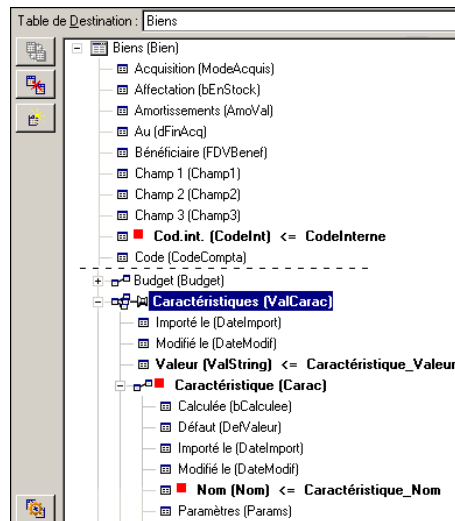 Table de Destination : Biens
Biens (Bien)
Acquisition (ModeAcquis)
Affectation (bEnStock)
Amortissements (AmoVal)
Au (dFinAcq)
Bénéficiaire (FDVBenef)
Champ 1 (Champ1)
Champ 2 (Champ2)
Champ 3 (Champ3)
Cod.int. (CodeInt) <= CodeInterne
Code (CodeCompta)
Budget (Budget)
Caractéristiques (ValCarac)
Importé le (DateImport)
Modifié le (DateModif)
Valeur (ValString) <= Caractéristique_Valeur
Caractéristique (Carac)
Calculée (bCalculee)
Défaut (DefValeur)
Importé le (DateImport)
Modifié le (DateModif)
Nom (Nom) <= Caractéristique_Nom
Paramètres (Params)